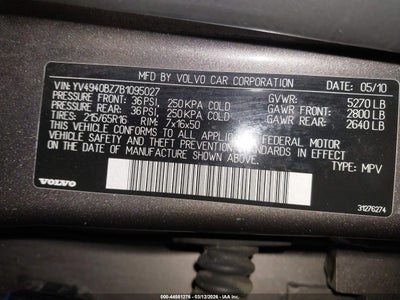 MFD BY VOLVO CAR CORPORATION
DATE: 05/10
VIN: YV4940BZ7B1095027
PRESSURE FRONT: 36PSI, 250KPA COLD
PRESSURE REAR: 36PSI, 250KPA COLD
TIRES: 215/65R16 RIM: 7x16x50
GVWR: 5270 LB
GAWR FRONT: 2800 LB
GAWR REAR: 2640 LB
THIS VEHICLE CONFORMS TO ALL APPLICABLE U.S. FEDERAL MOTOR
VEHICLE SAFETY AND THEFT PREVENTION STANDARDS IN EFFECT
ON THE DATE OF MANUFACTURE SHOWN ABOVE.
TYPE: MPV
VOLVO
31276274
000-44581276 - 03/12/2026 - IAA Inc.